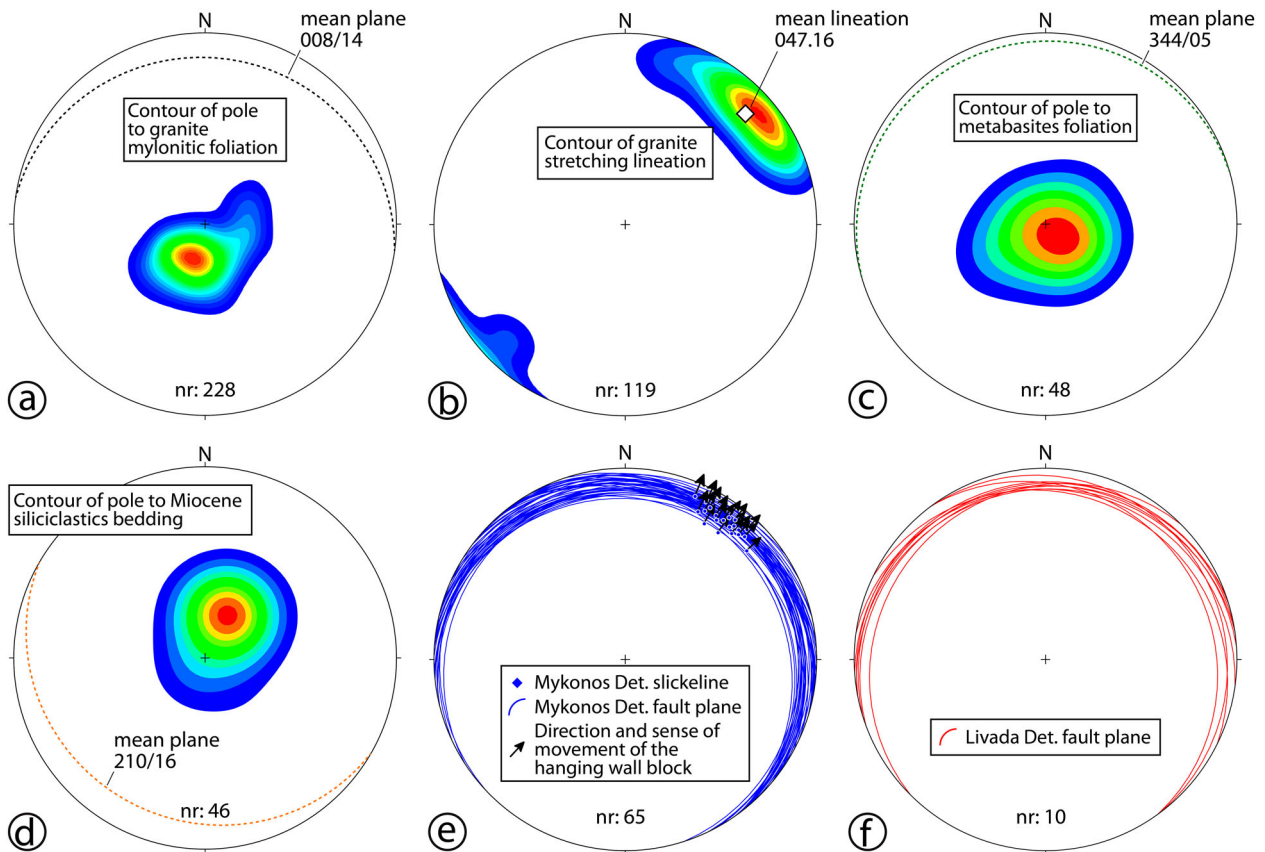 N
mean plane
008/14
Contour of pole
to granite
mylonitic foliation
nr: 228
a
N
mean lineation
047.16
Contour of granite
stretching lineation
nr: 119
b
N
mean plane
344/05
Contour of pole to
metabasites foliation
nr: 48
c
N
Contour of pole to Miocene
siliciclastics bedding
mean plane
210/16
nr: 46
d
N
Mykonos Det. slickeline
Mykonos Det. fault plane
Direction and sense of
movement of the
hanging wall block
nr: 65
e
N
Livada Det. fault plane
nr: 10
f